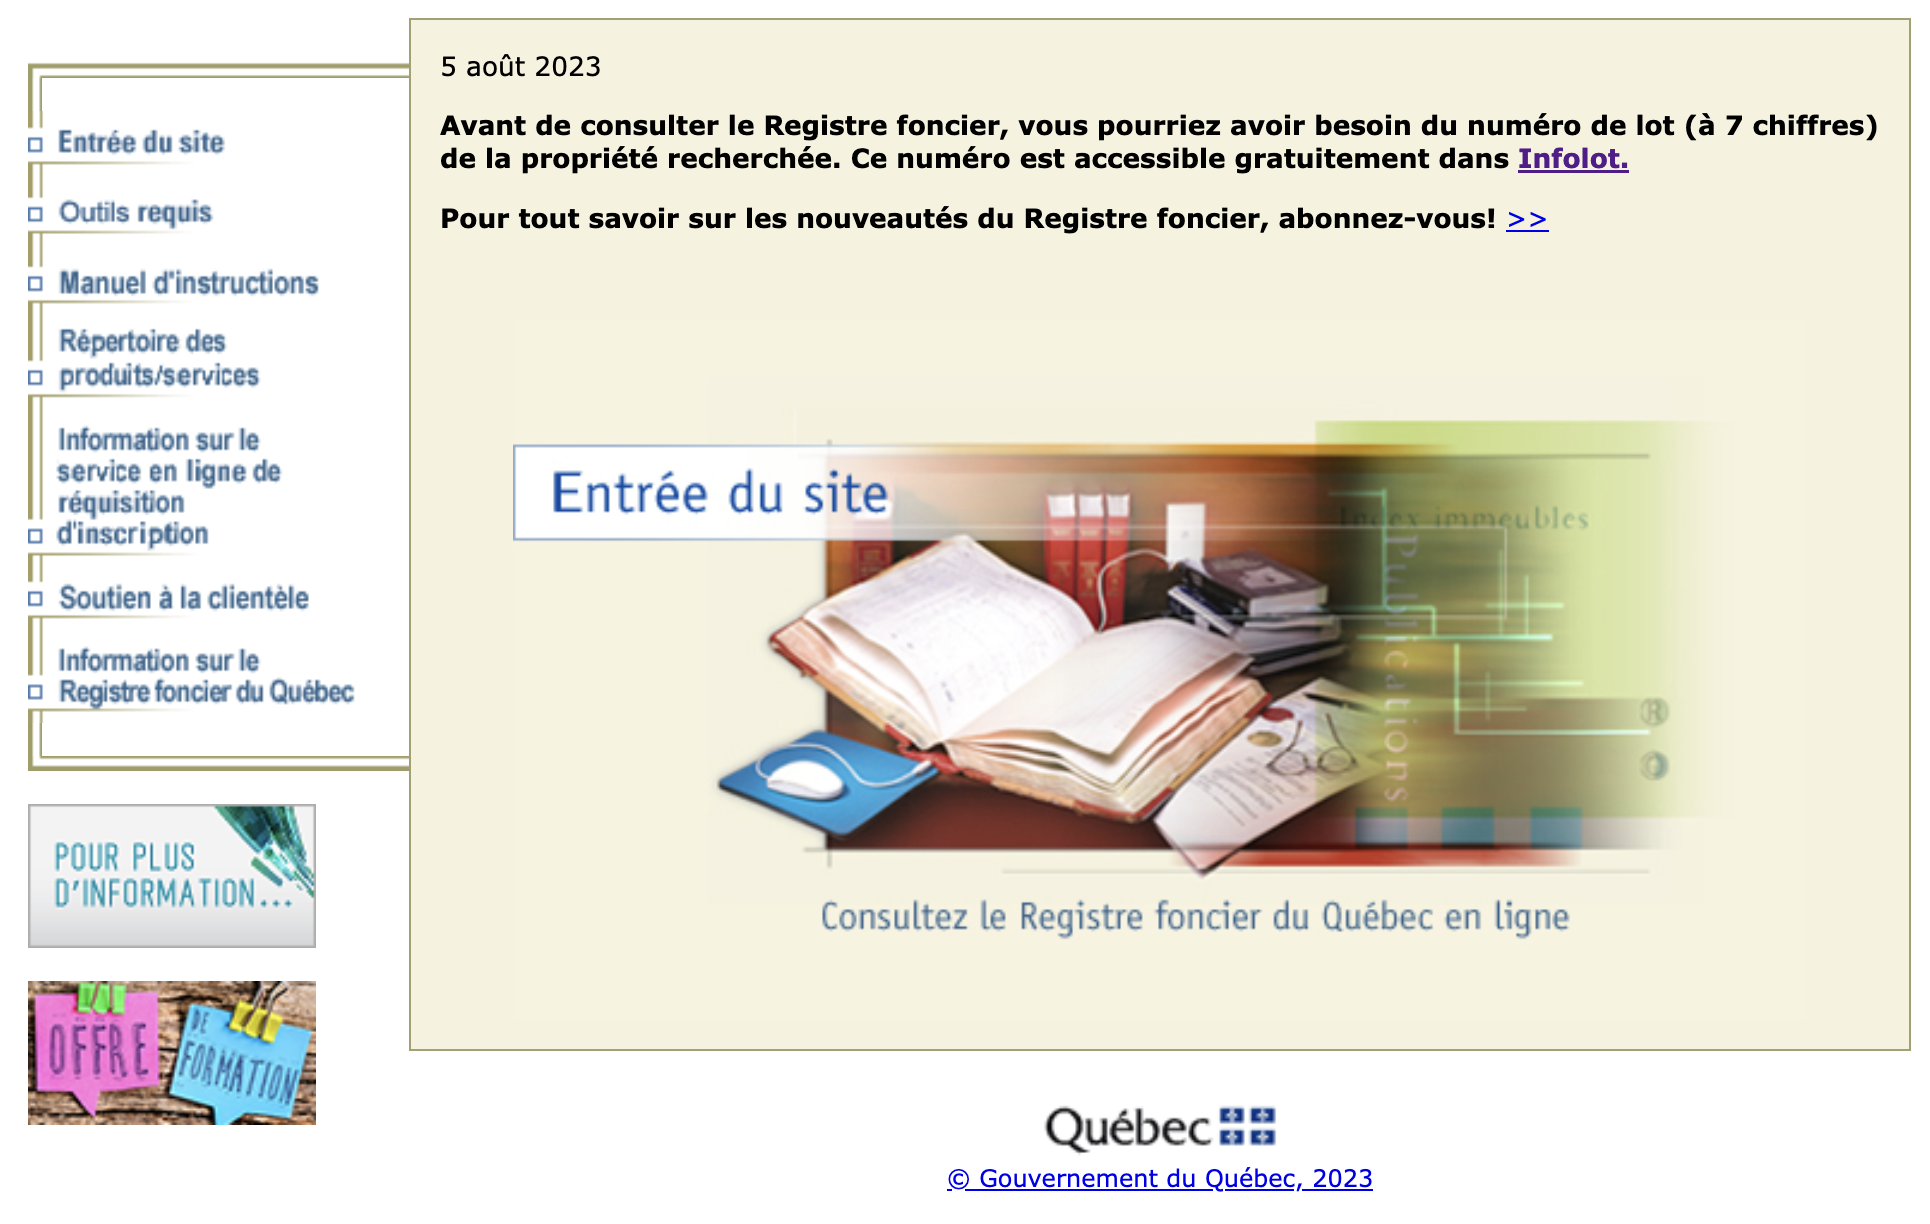 Entrée du site
Outils requis
Manuel d'instructions
Répertoire des
produits/services
Information sur le
service en ligne de
réquisition
d'inscription
Soutien à la clientèle
Information sur le
Registre foncier du Québec
POUR PLUS
D'INFORMATION...
OFFRE
DE
FORMATION
5 août 2023
Avant de consulter le Registre foncier, vous pourriez avoir besoin du numéro de lot (à 7 chiffres)
de la propriété recherchée. Ce numéro est accessible gratuitement dans Infolot.
Pour tout savoir sur les nouveautés du Registre foncier, abonnez-vous! >>
Entrée du site
Index immeubles
Publications
®
Consultez le Registre foncier du Québec en ligne
Québec
© Gouvernement du Québec, 2023